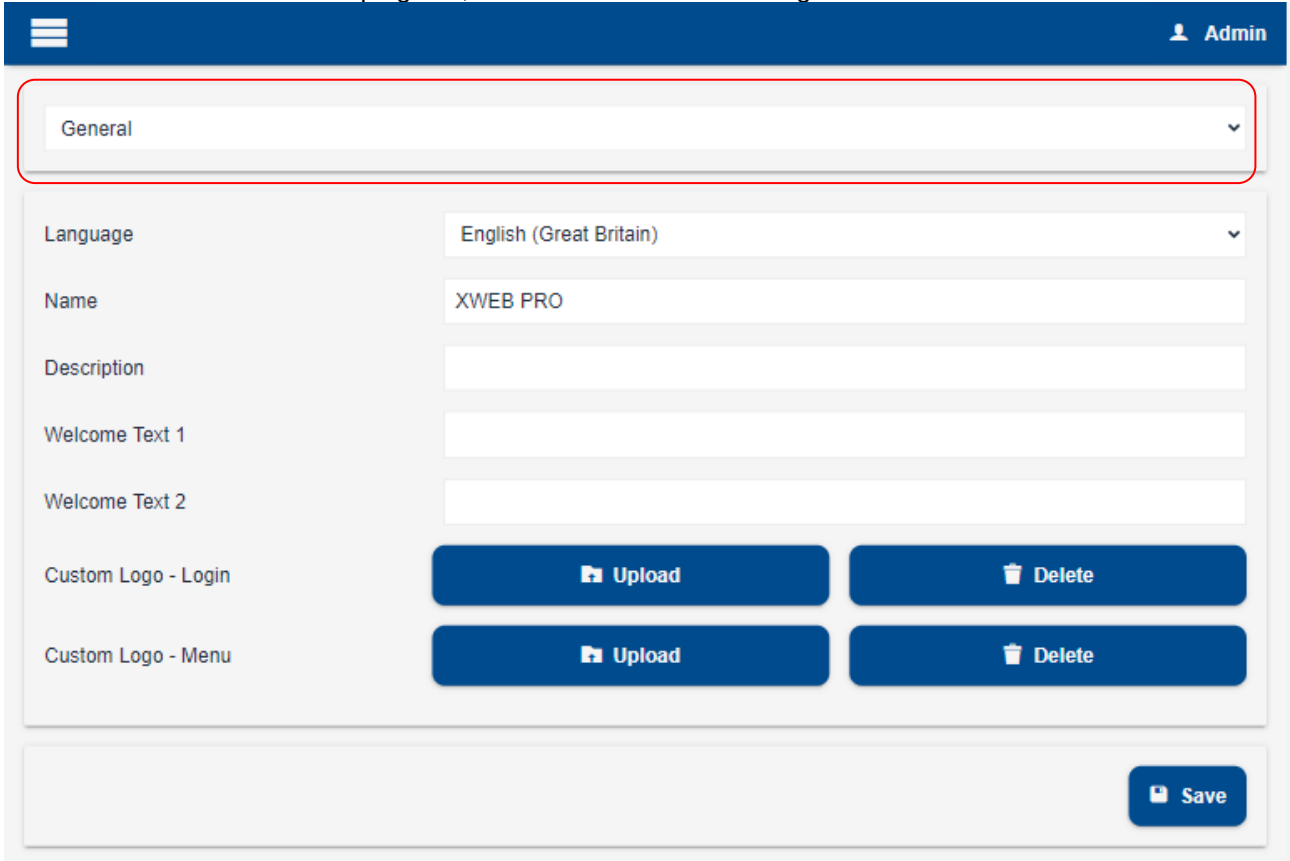 Admin
General
Language English (Great Britain)
Name XWEB PRO
Description
Welcome Text 1
Welcome Text 2
Custom Logo - Login Upload Delete
Custom Logo - Menu Upload Delete
Save